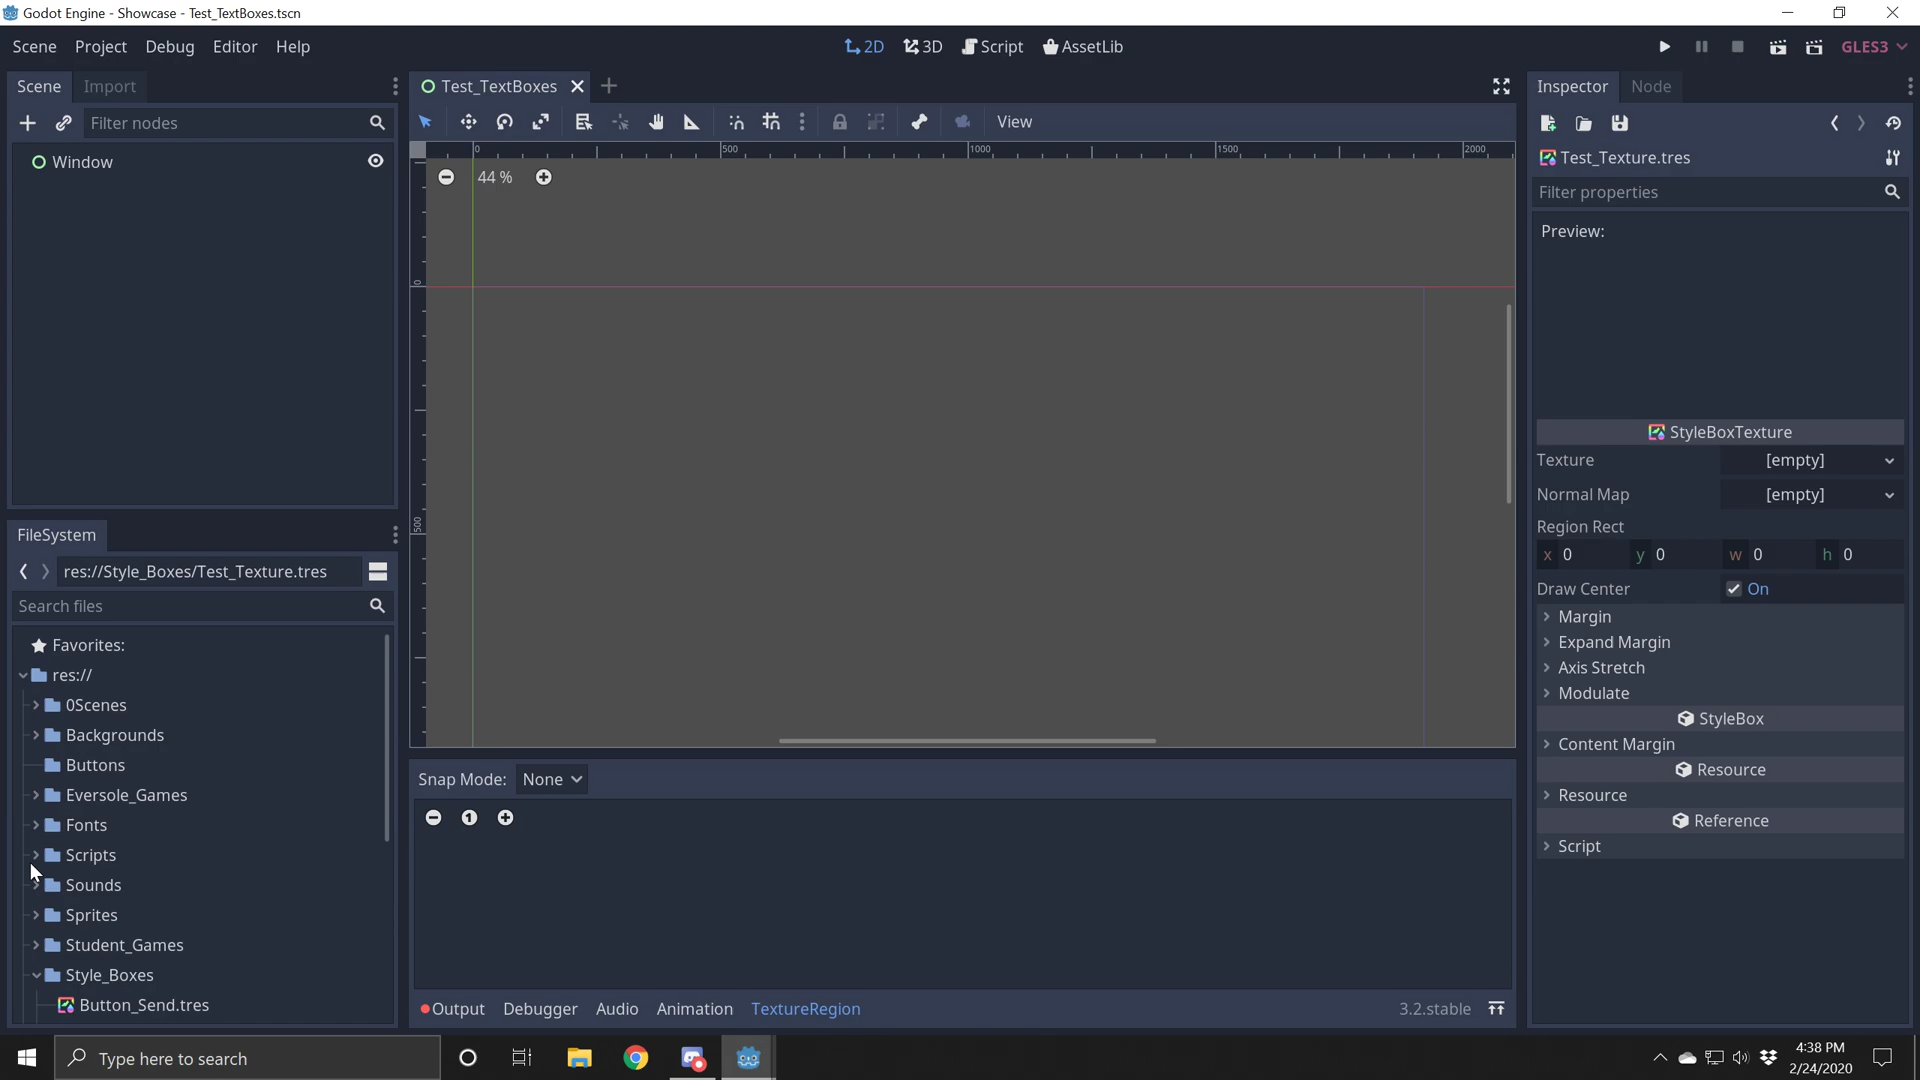 Godot Engine - Showcase - Test_TextBoxes.tscn
Scene Project Debug Editor Help
2D 3D Script AssetLib
GLES3
Scene Import
Filter nodes
Window
Test_TextBoxes
View
0 500 1000 1500 2000
44 %
0
500
FileSystem
res://Style_Boxes/Test_Texture.tres
Search files
Favorites:
res://
0Scenes
Backgrounds
Buttons
Eversole_Games
Fonts
Scripts
Sounds
Sprites
Student_Games
Style_Boxes
Button_Send.tres
Snap Mode: None
1
Output Debugger Audio Animation TextureRegion 3.2.stable
Inspector Node
Test_Texture.tres
Filter properties
Preview:
StyleBoxTexture
Texture [empty]
Normal Map [empty]
Region Rect
x 0 y 0 w 0 h 0
Draw Center On
Margin
Expand Margin
Axis Stretch
Modulate
StyleBox
Content Margin
Resource
Resource
Reference
Script
Type here to search
4:38 PM
2/24/2020